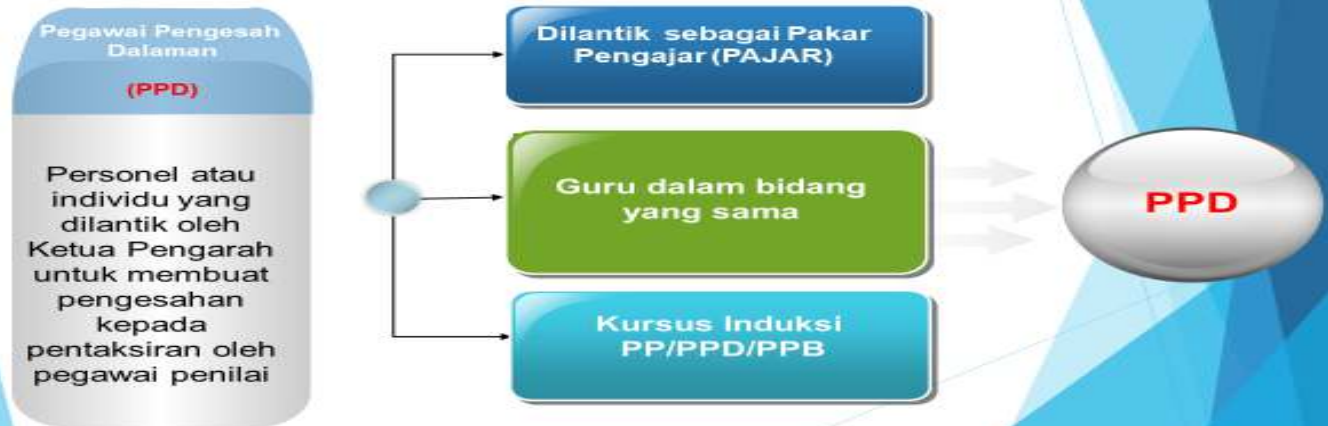 Pegawai Pengesah
Dalaman
(PPD)
Personel atau
individu yang
dilantik oleh
Ketua Pengarah
untuk membuat
pengesahan
kepada
pentaksiran oleh
pegawai penilai
Dilantik sebagai Pakar
Pengajar (PAJAR)
Guru dalam bidang
yang sama
Kursus Induksi
PP/PPD/PPB
PPD